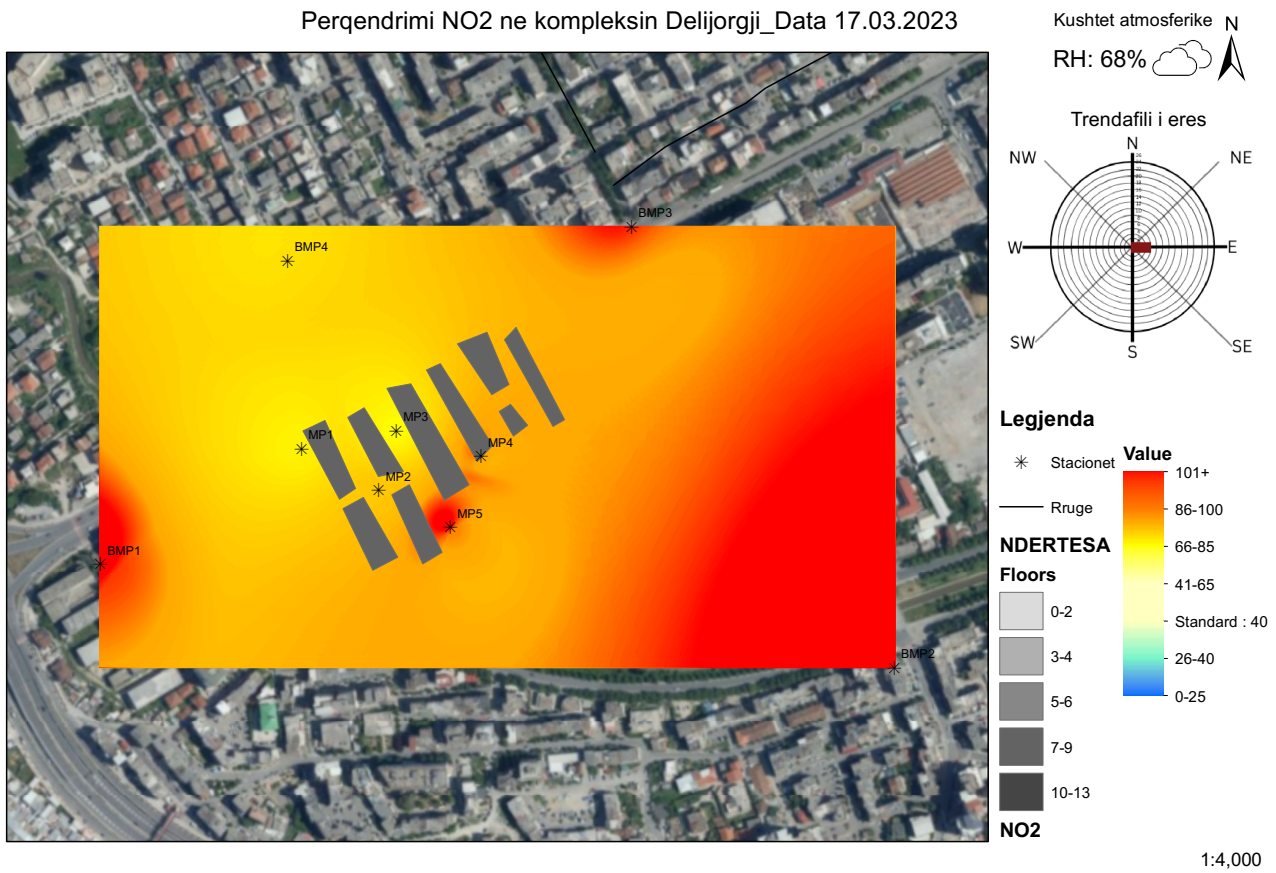 Perqendrimi NO2 ne kompleksin Delijorgji_Data 17.03.2023
Kushtet atmosferike
N
RH: 68%
Trendafili i eres
N
NW
NE
W
E
SW
SE
S
BMP3
BMP4
MP3
MP1
MP4
MP2
MP5
BMP1
BMP2
Legjenda
Stacionet
Rruge
NDERTESA
Floors
0-2
3-4
5-6
7-9
10-13
NO2
Value
101+
86-100
66-85
41-65
Standard : 40
26-40
0-25
1:4,000